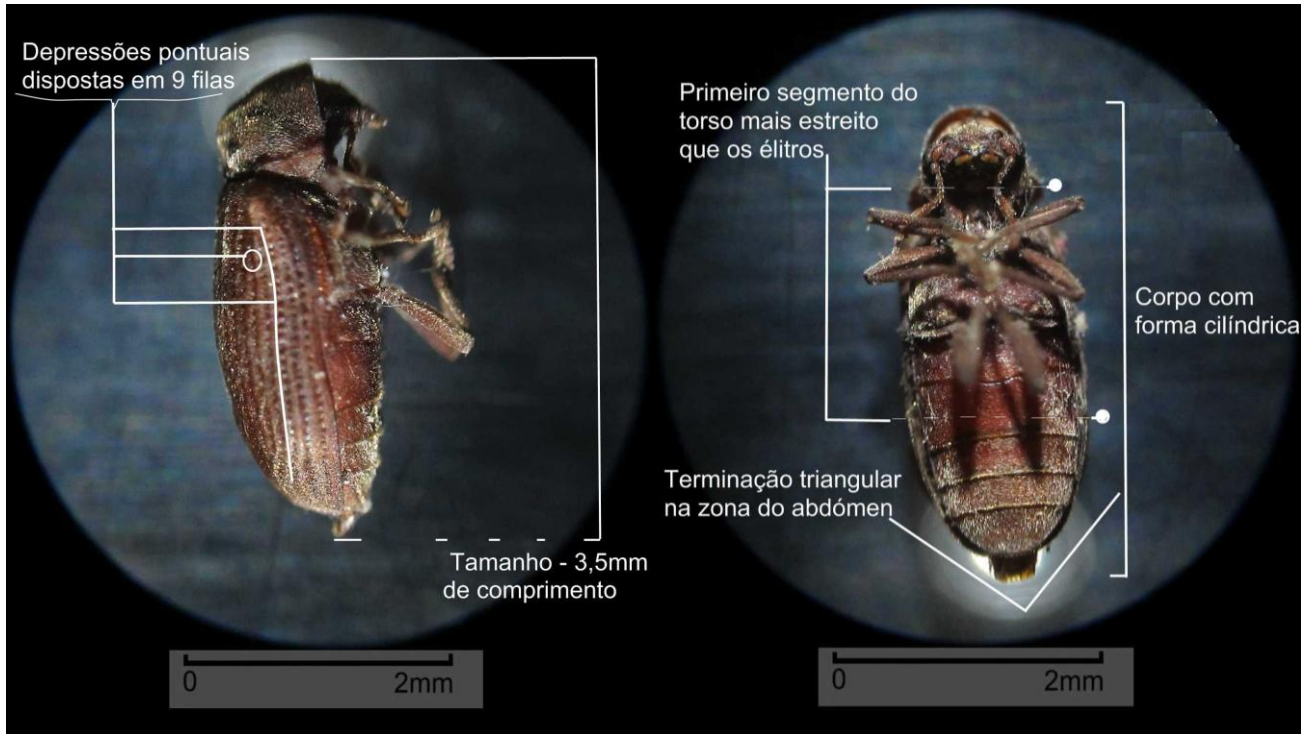 Depressões pontuais
dispostas em 9 filas
Tamanho - 3,5mm
de comprimento
0 2mm
Primeiro segmento do
torso mais estreito
que os élitros
Corpo com
forma cilíndrica
Terminação triangular
na zona do abdómen
0 2mm